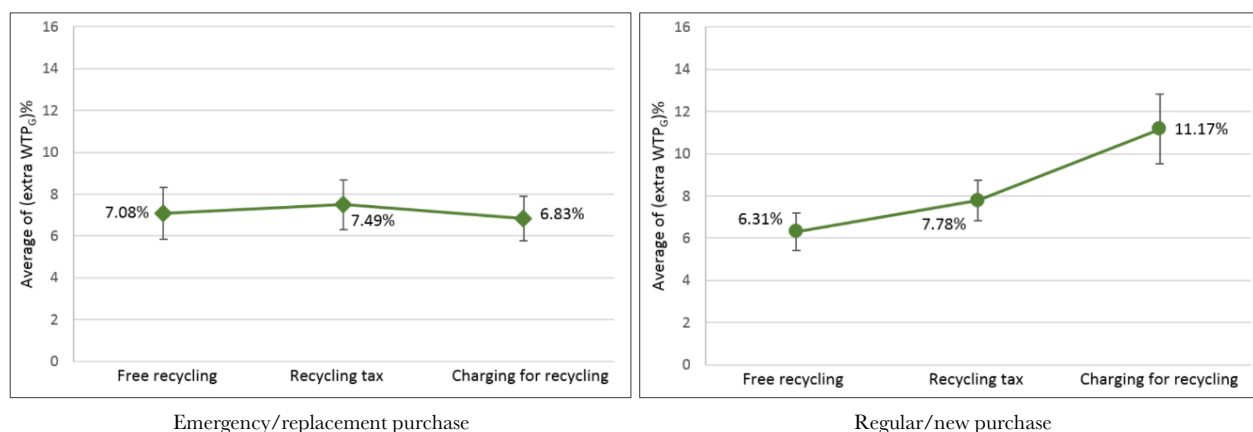 16
14
12
10
8
6
4
2
0
Average of (extra WTP_G)%
7.08%
7.49%
6.83%
Free recycling
Recycling tax
Charging for recycling
Emergency/replacement purchase
16
14
12
10
8
6
4
2
0
Average of (extra WTP_G)%
6.31%
7.78%
11.17%
Free recycling
Recycling tax
Charging for recycling
Regular/new purchase